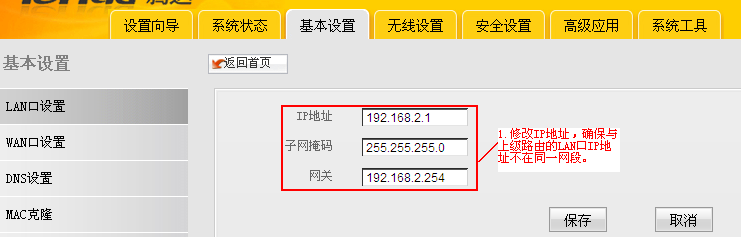 设置向导 系统状态 基本设置 无线设置 安全设置 高级应用 系统工具
基本设置
返回首页
LAN口设置
WAN口设置
DNS设置
MAC克隆
IP地址 192.168.2.1
子网掩码 255.255.255.0
网关 192.168.2.254
1.修改IP地址，确保与
上级路由的LAN口IP地
址不在同一网段。
保存 取消